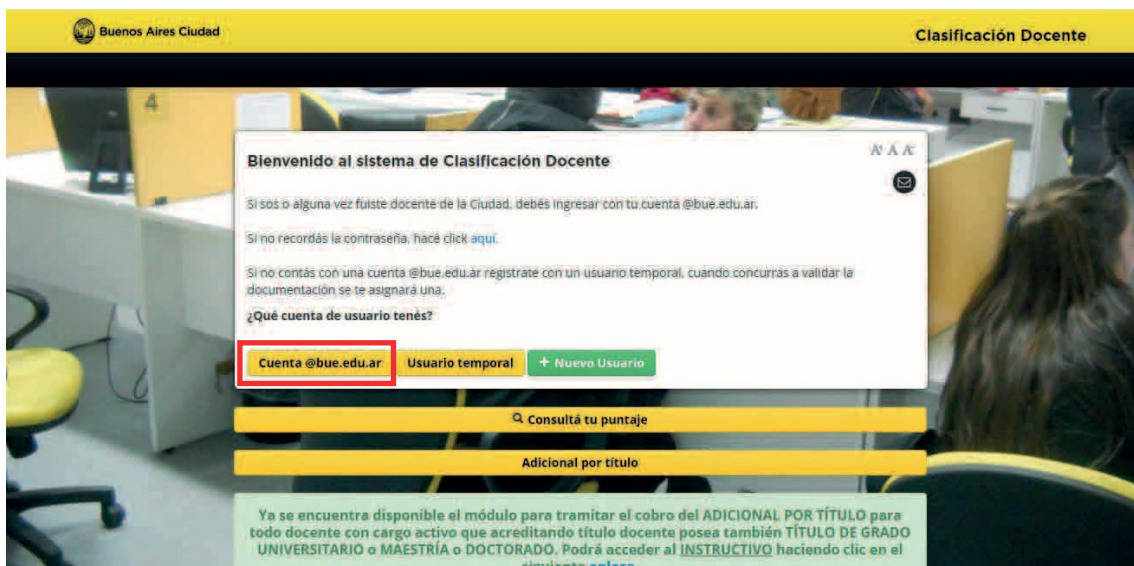 Buenos Aires Ciudad
Clasificación Docente
4
Bienvenido al sistema de Clasificación Docente
A+ A A-
Si sos o alguna vez fuiste docente de la Ciudad, debés ingresar con tu cuenta @bue.edu.ar.
Si no recordás la contraseña, hacé click aquí.
Si no contás con una cuenta @bue.edu.ar registrate con un usuario temporal, cuando concurras a validar la
documentación se te asignará una.
¿Qué cuenta de usuario tenés?
Cuenta @bue.edu.ar Usuario temporal + Nuevo Usuario
Consultá tu puntaje
Adicional por título
Ya se encuentra disponible el módulo para tramitar el cobro del ADICIONAL POR TÍTULO para
todo docente con cargo activo que acreditando título docente posea también TÍTULO DE GRADO
UNIVERSITARIO o MAESTRÍA o DOCTORADO. Podrá acceder al INSTRUCTIVO haciendo clic en el
siguiente enlace